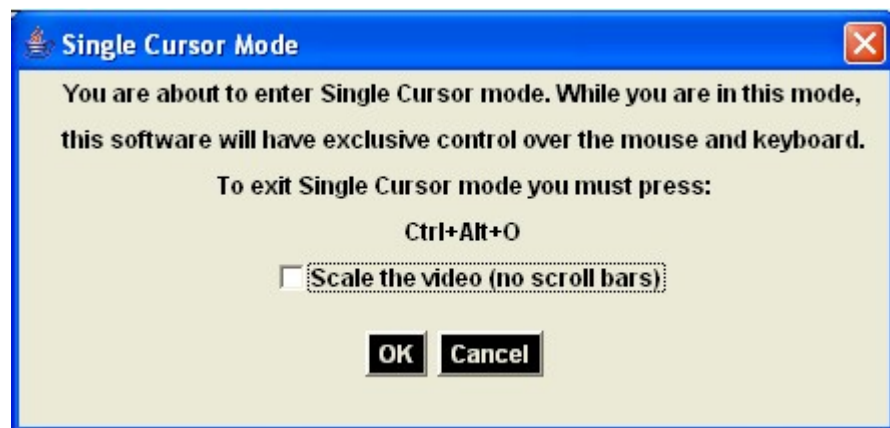 Single Cursor Mode
You are about to enter Single Cursor mode. While you are in this mode,
this software will have exclusive control over the mouse and keyboard.
To exit Single Cursor mode you must press:
Ctrl+Alt+O
Scale the video (no scroll bars)
OK Cancel